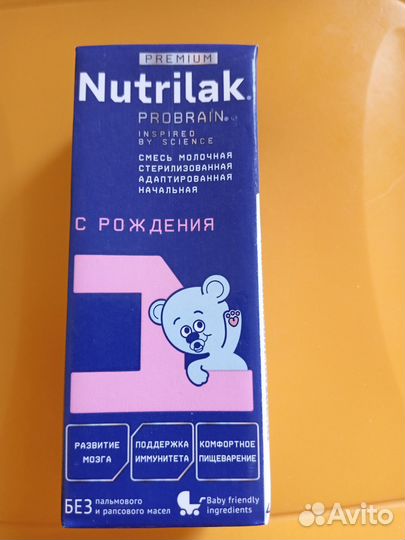 PREMIUM
Nutrilak®
PROBRAIN®
INSPIRED
BY SCIENCE
СМЕСЬ МОЛОЧНАЯ
СТЕРИЛИЗОВАННАЯ
АДАПТИРОВАННАЯ
НАЧАЛЬНАЯ
С РОЖДЕНИЯ
1
РАЗВИТИЕ
МОЗГА
ПОДДЕРЖКА
ИММУНИТЕТА
КОМФОРТНОЕ
ПИЩЕВАРЕНИЕ
БЕЗ пальмового
и рапсового масел
Baby friendly
ingredients
Avito